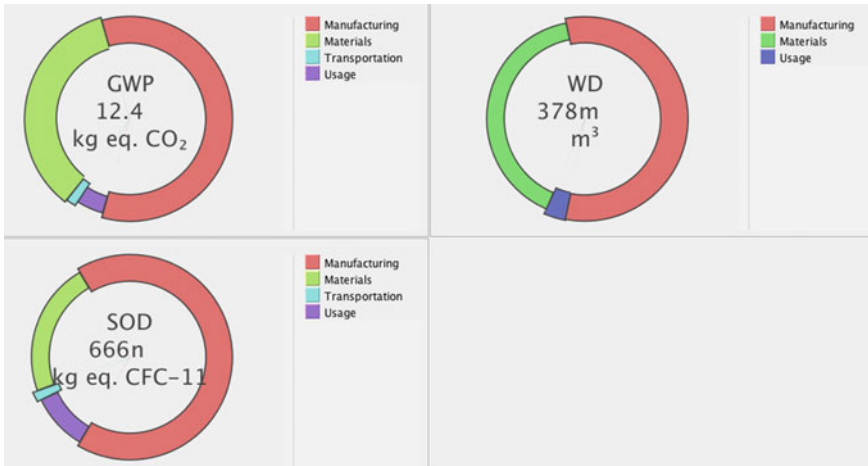 GWP
12.4
kg eq. CO₂
Manufacturing
Materials
Transportation
Usage
WD
378m
m³
Manufacturing
Materials
Usage
SOD
666n
kg eq. CFC-11
Manufacturing
Materials
Transportation
Usage